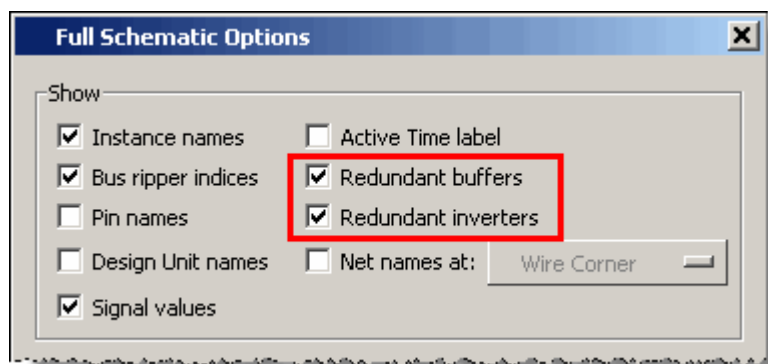 Full Schematic Options
Show
Instance names
Active Time label
Bus ripper indices
Redundant buffers
Pin names
Redundant inverters
Design Unit names
Net names at:
Wire Corner
Signal values